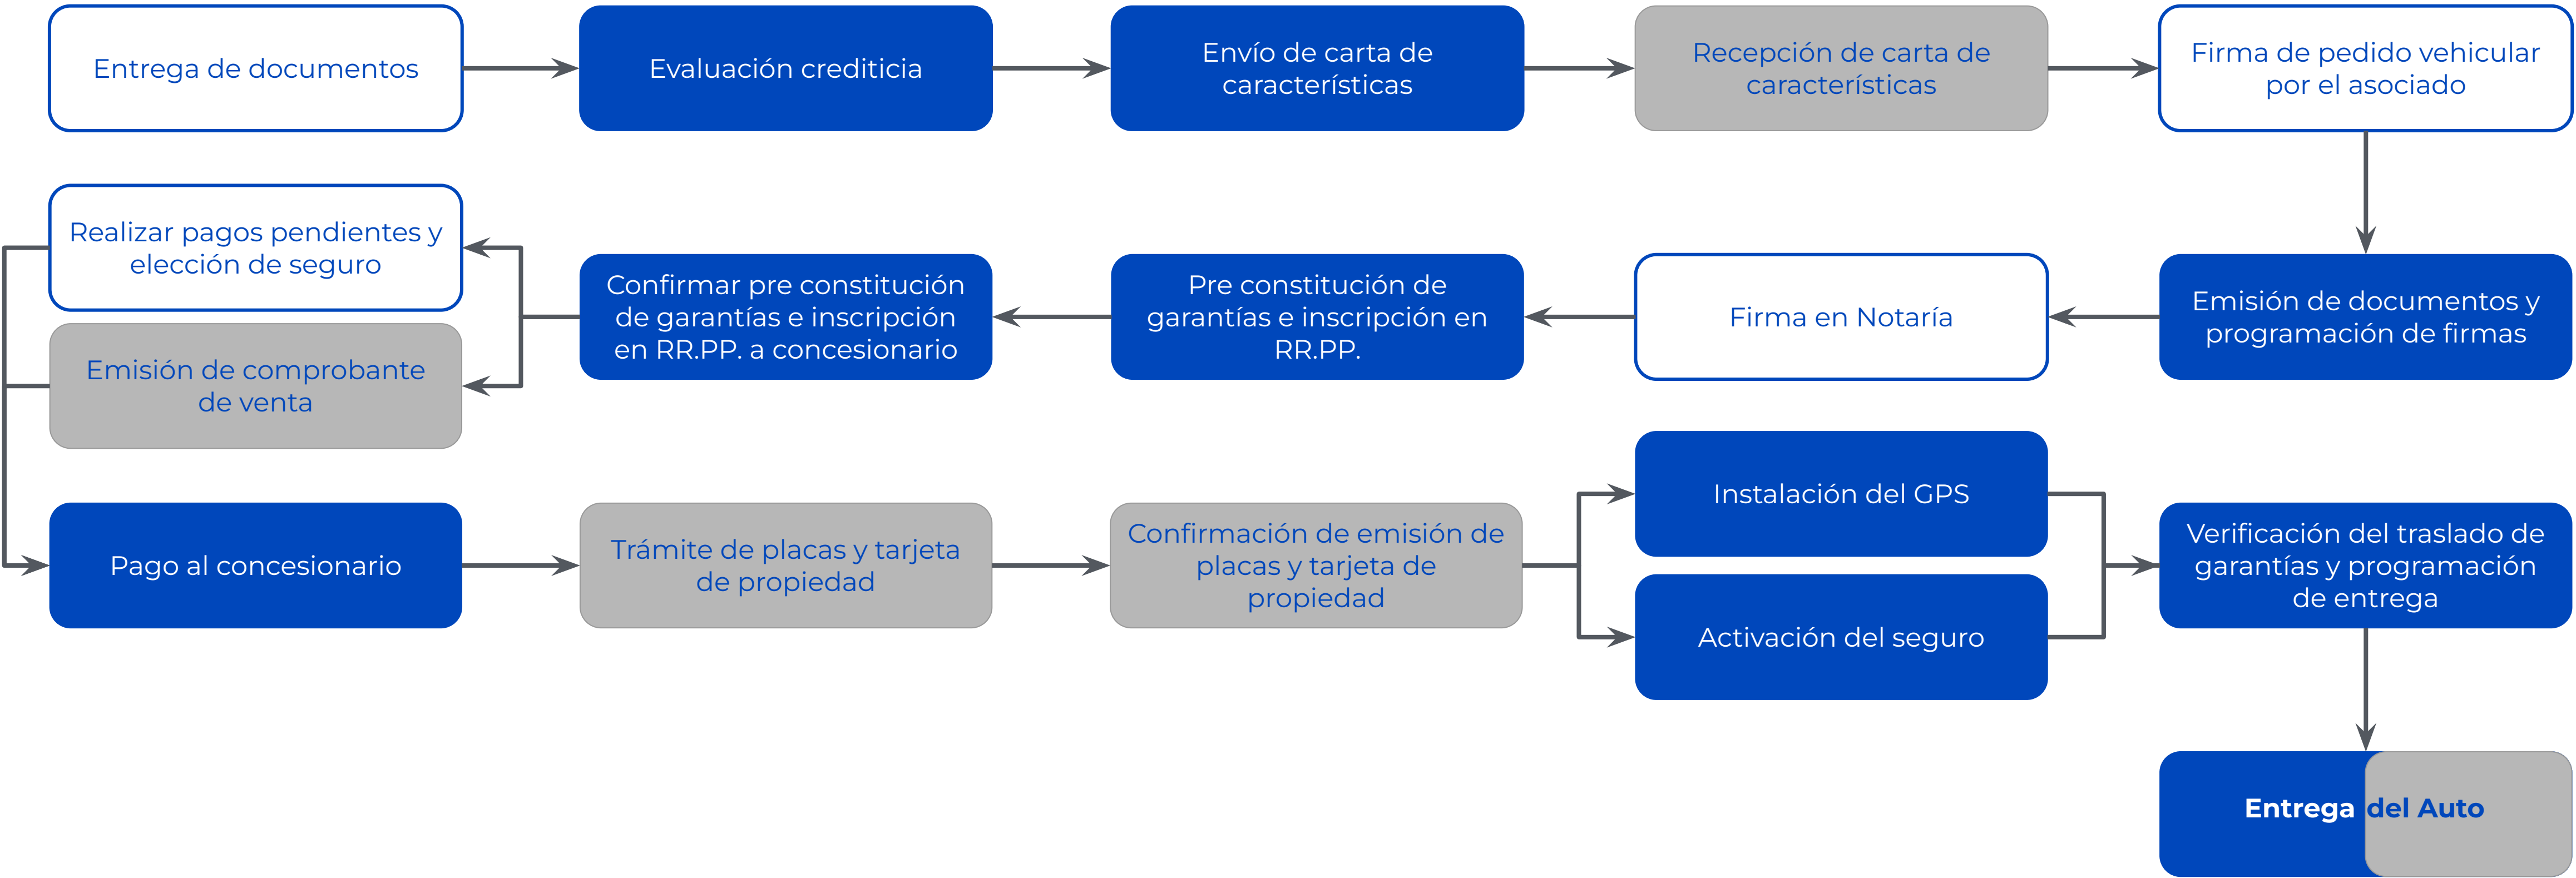 Entrega de documentos
Evaluación crediticia
Envío de carta de
características
Recepción de carta de
características
Firma de pedido vehicular
por el asociado
Emisión de documentos y
programación de firmas
Firma en Notaría
Pre constitución de
garantías e inscripción en
RR.PP.
Confirmar pre constitución
de garantías e inscripción
en RR.PP. a concesionario
Realizar pagos pendientes y
elección de seguro
Emisión de comprobante
de venta
Pago al concesionario
Trámite de placas y tarjeta
de propiedad
Confirmación de emisión de
placas y tarjeta de
propiedad
Instalación del GPS
Activación del seguro
Verificación del traslado de
garantías y programación
de entrega
Entrega del Auto